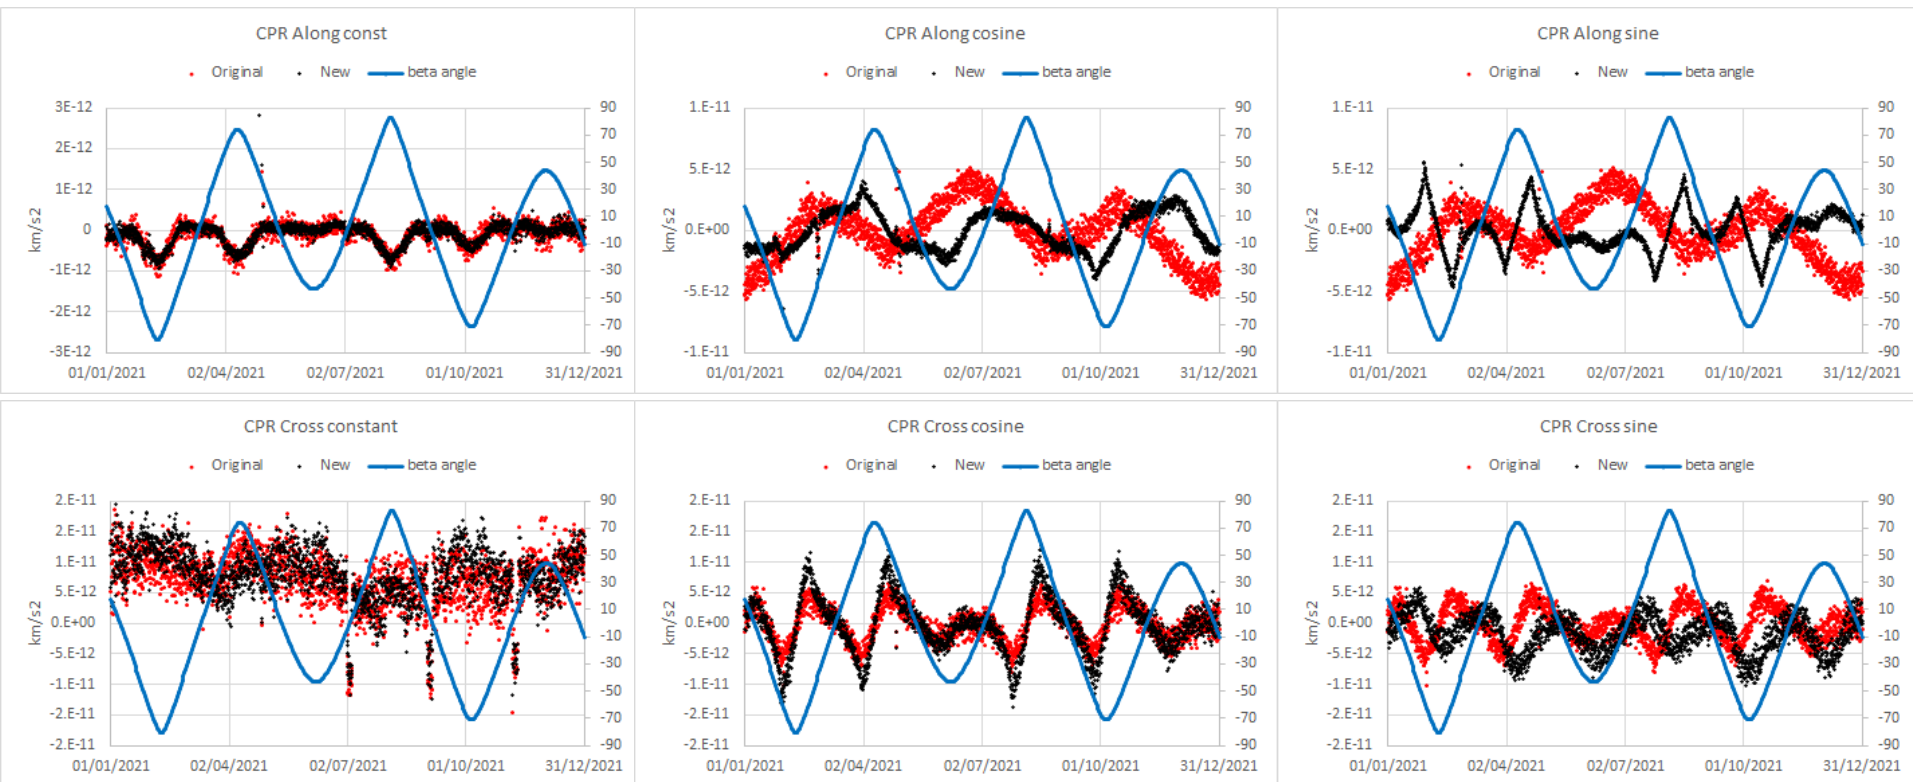 CPR Along const
Original New beta angle
3E-12 90
2E-12 70
1E-12 50
0 30
-1E-12 10
-2E-12 -10
-3E-12 -30
-50
-70
-90
km/s2
01/01/2021 02/04/2021 02/07/2021 01/10/2021 31/12/2021
CPR Along cosine
Original New beta angle
1.E-11 90
5.E-12 70
0.E+00 50
-5.E-12 30
-1.E-11 10
-10
-30
-50
-70
-90
km/s2
01/01/2021 02/04/2021 02/07/2021 01/10/2021 31/12/2021
CPR Along sine
Original New beta angle
1.E-11 90
5.E-12 70
0.E+00 50
-5.E-12 30
-1.E-11 10
-10
-30
-50
-70
-90
km/s2
01/01/2021 02/04/2021 02/07/2021 01/10/2021 31/12/2021
CPR Cross constant
Original New beta angle
2.E-11 90
2.E-11 70
1.E-11 50
5.E-12 30
0.E+00 10
-5.E-12 -10
-1.E-11 -30
-2.E-11 -50
-2.E-11 -70
-90
km/s2
01/01/2021 02/04/2021 02/07/2021 01/10/2021 31/12/2021
CPR Cross cosine
Original New beta angle
2.E-11 90
2.E-11 70
1.E-11 50
5.E-12 30
0.E+00 10
-5.E-12 -10
-1.E-11 -30
-2.E-11 -50
-2.E-11 -70
-90
km/s2
01/01/2021 02/04/2021 02/07/2021 01/10/2021 31/12/2021
CPR Cross sine
Original New beta angle
2.E-11 90
2.E-11 70
1.E-11 50
5.E-12 30
0.E+00 10
-5.E-12 -10
-1.E-11 -30
-2.E-11 -50
-2.E-11 -70
-90
km/s2
01/01/2021 02/04/2021 02/07/2021 01/10/2021 31/12/2021